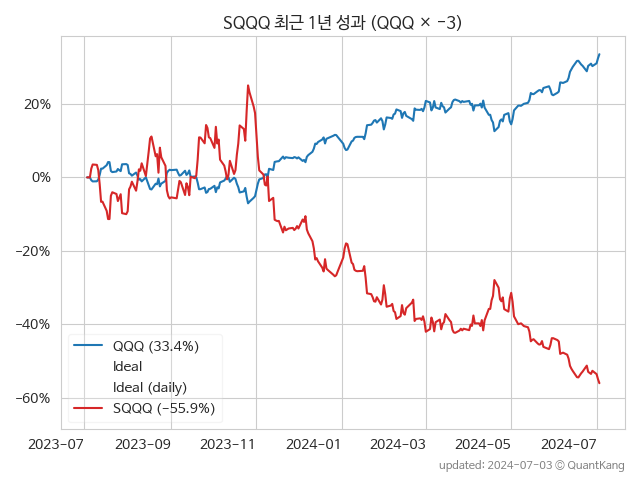 SQQQ 최근 1년 성과 (QQQ × −3)
20%
0%
−20%
−40%
−60%
QQQ (33.4%)
Ideal
Ideal (daily)
SQQQ (−55.9%)
2023-07 2023-09 2023-11 2024-01 2024-03 2024-05 2024-07
updated: 2024-07-03 © QuantKang